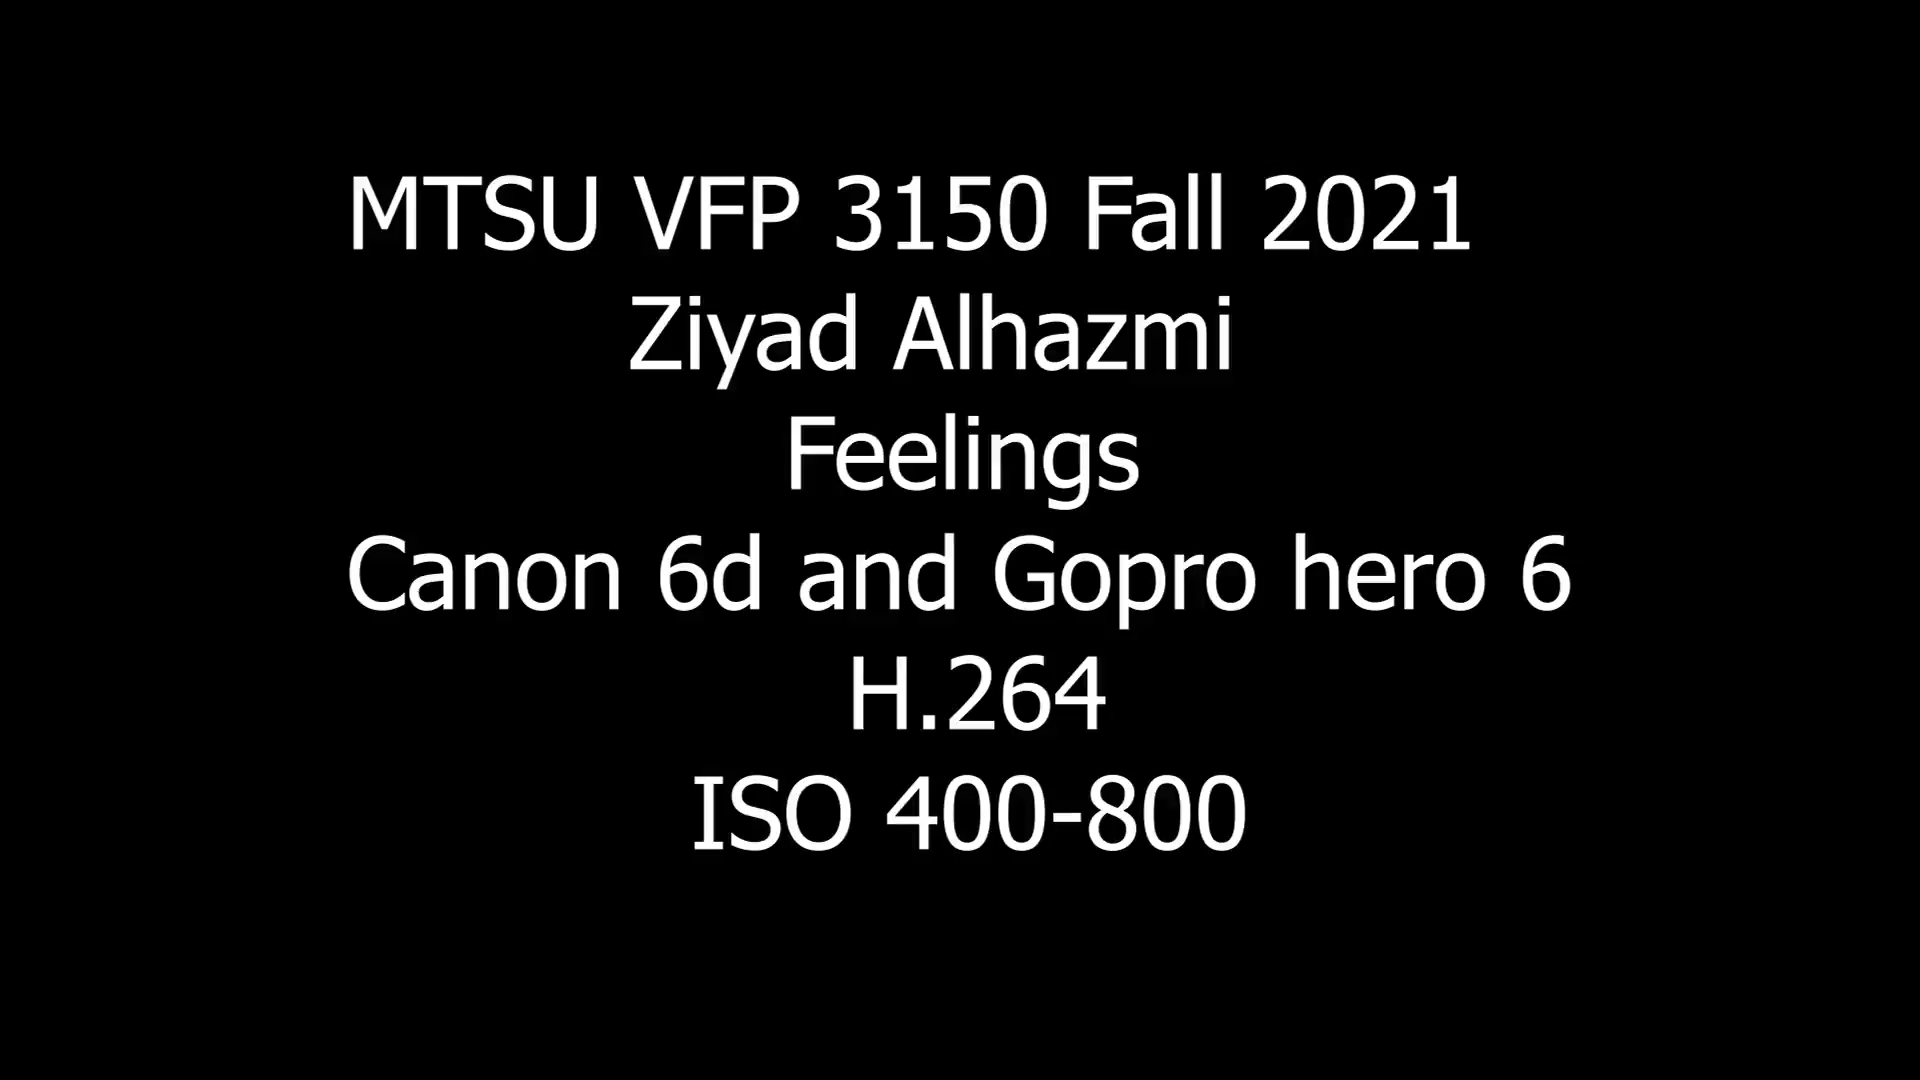 MTSU VFP 3150 Fall 2021
Ziyad Alhazmi
Feelings
Canon 6d and Gopro hero 6
H.264
ISO 400-800